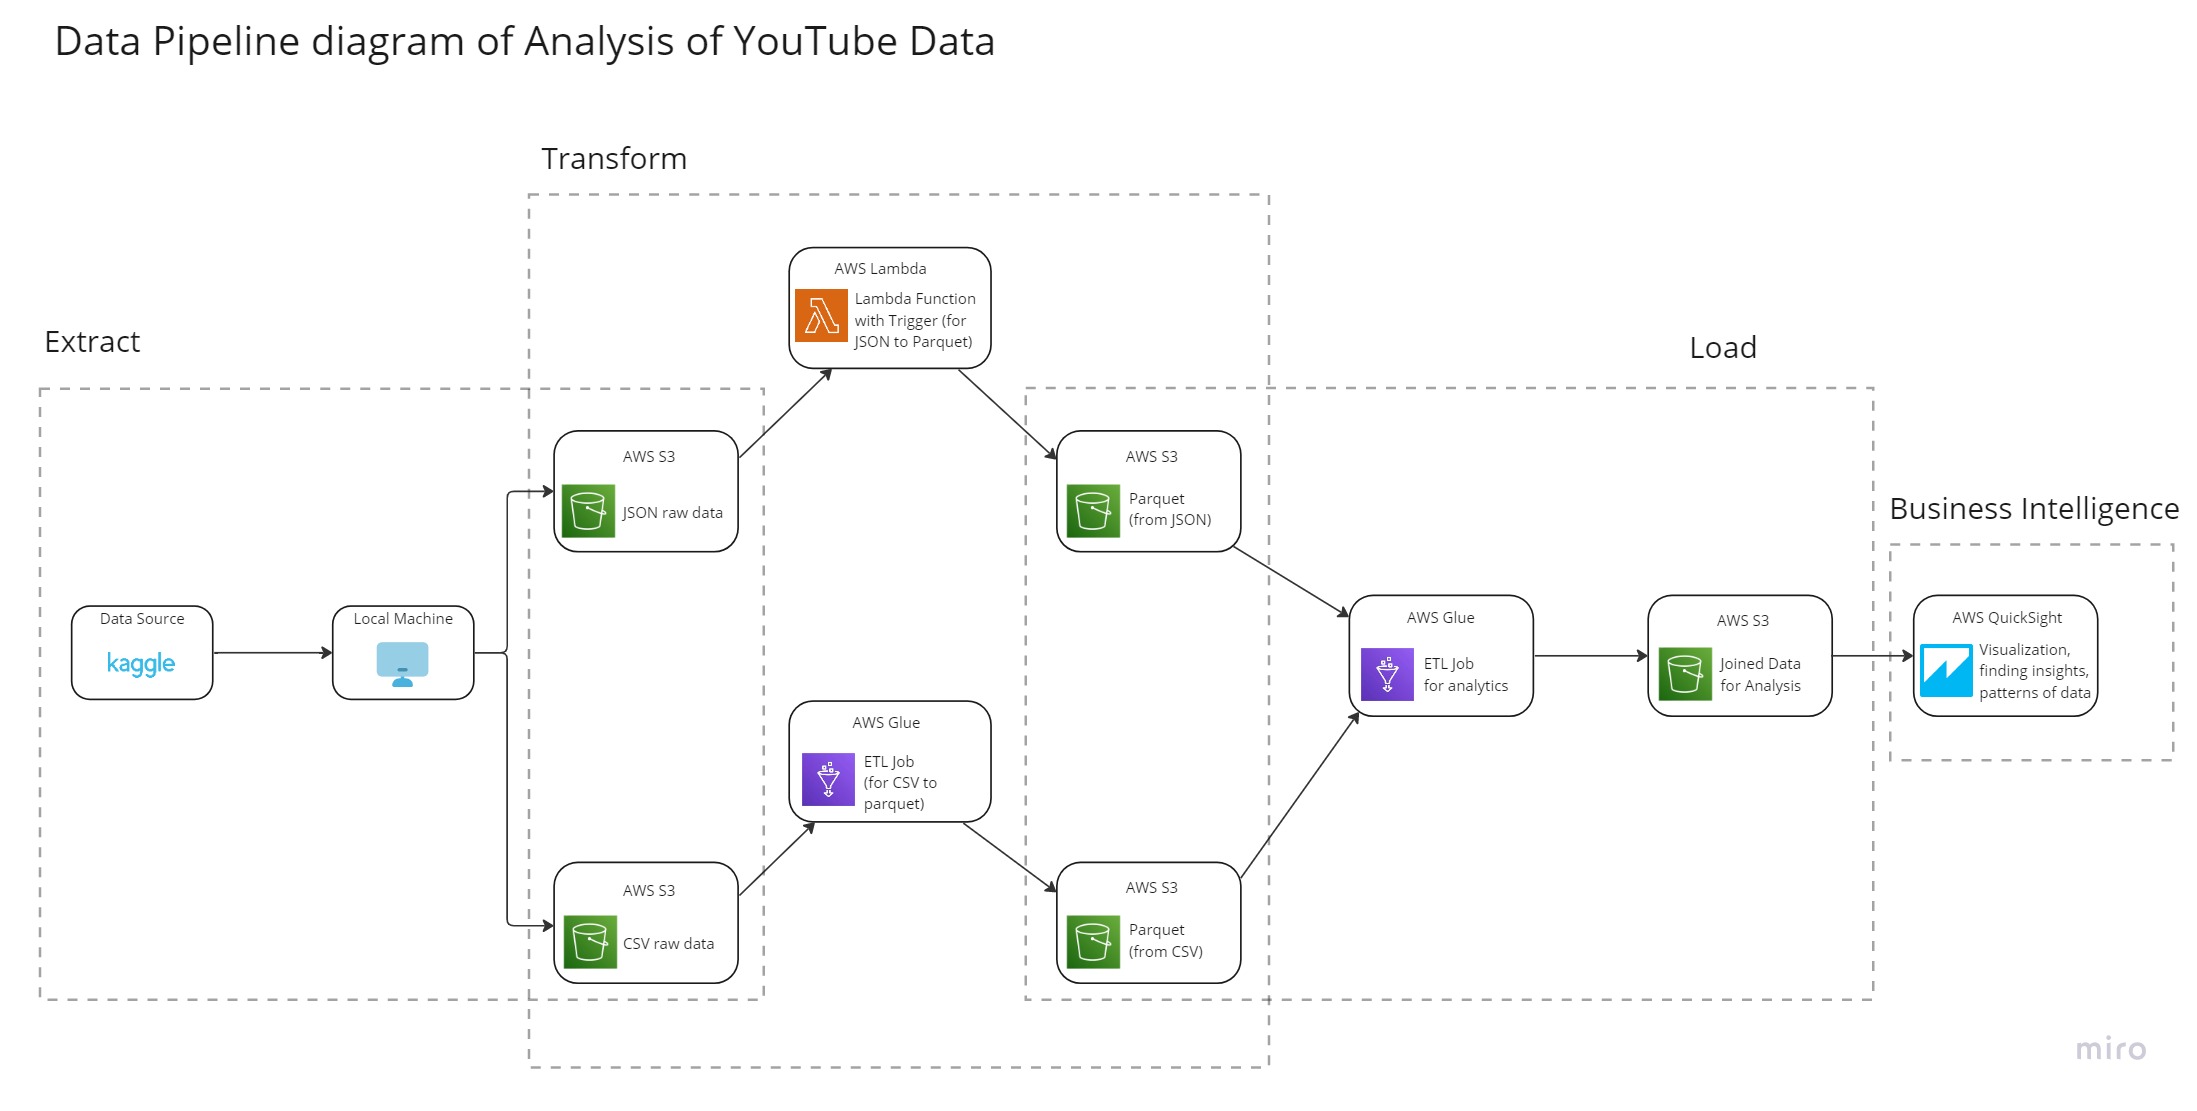 Data Pipeline diagram of Analysis of YouTube Data
Transform
AWS Lambda
Lambda Function
with Trigger (for
JSON to Parquet)
Extract
Load
AWS S3
JSON raw data
AWS S3
Parquet
(from JSON)
Business Intelligence
Data Source
kaggle
Local Machine
AWS Glue
ETL Job
for analytics
AWS S3
Joined Data
for Analysis
AWS QuickSight
Visualization,
finding insights,
patterns of data
AWS Glue
ETL Job
(for CSV to
parquet)
AWS S3
CSV raw data
AWS S3
Parquet
(from CSV)
miro